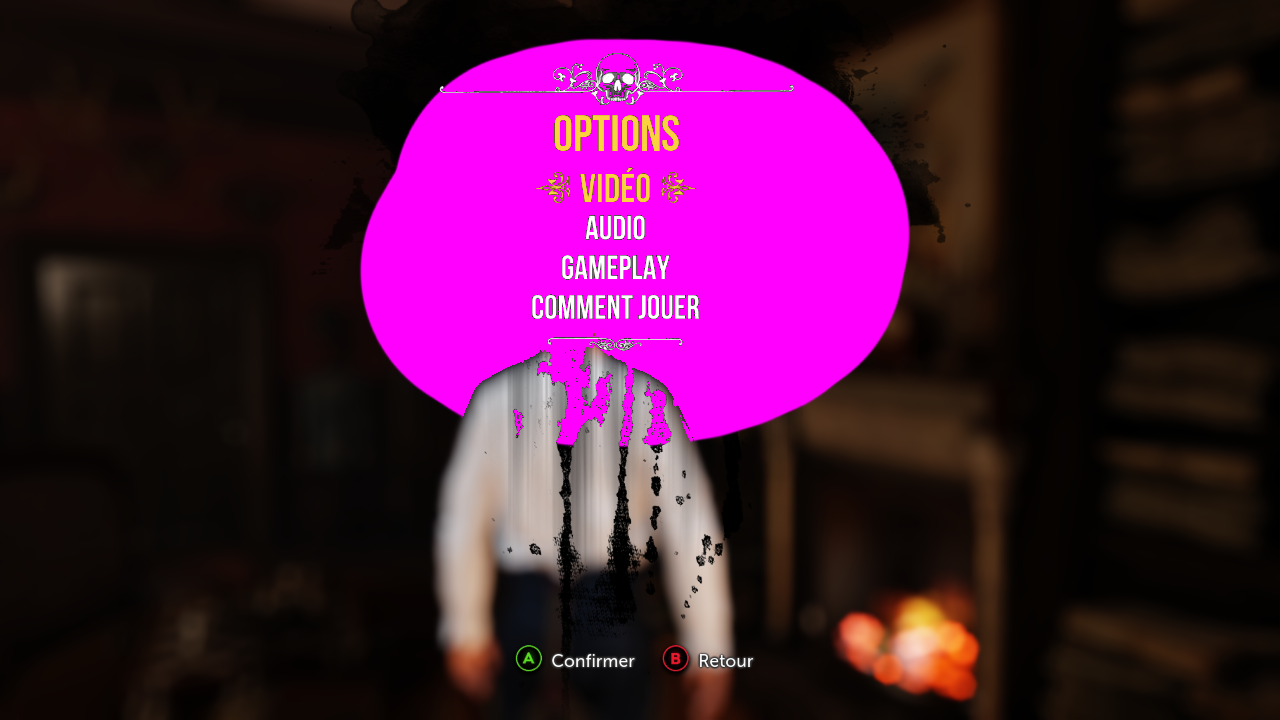 OPTIONS
VIDÉO
AUDIO
GAMEPLAY
COMMENT JOUER
A Confirmer B Retour